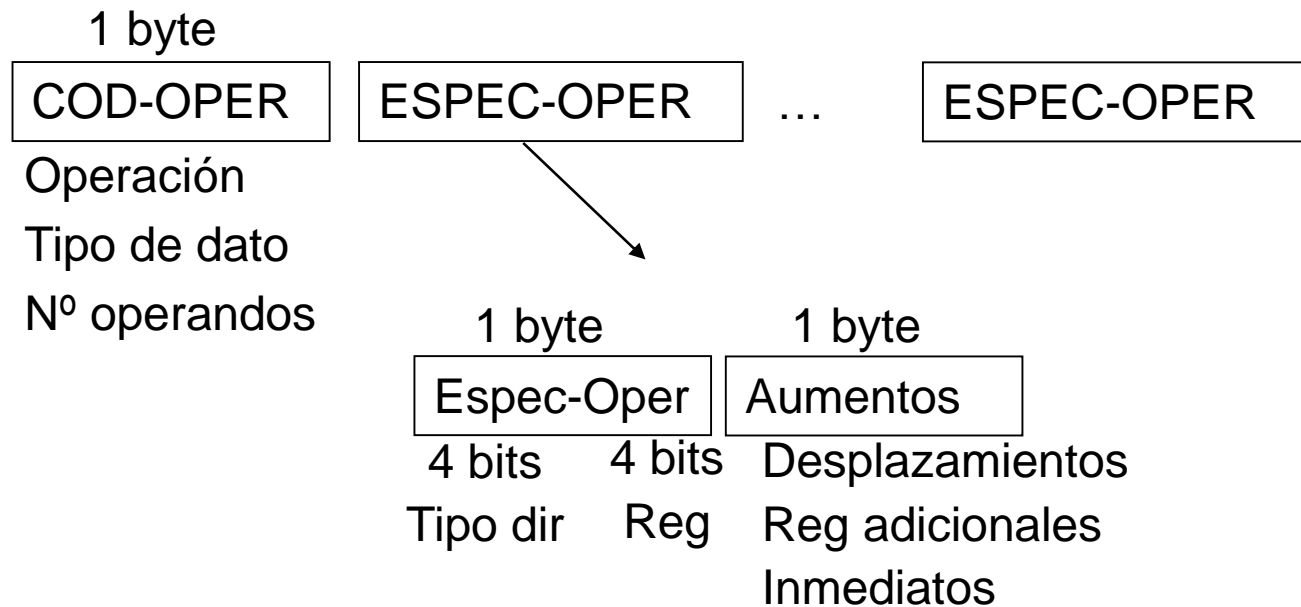 1 byte
COD-OPER ESPEC-OPER ... ESPEC-OPER
Operación
Tipo de dato
Nº operandos
1 byte 1 byte
Espec-Oper Aumentos
4 bits 4 bits Desplazamientos
Tipo dir Reg Reg adicionales
Inmediatos